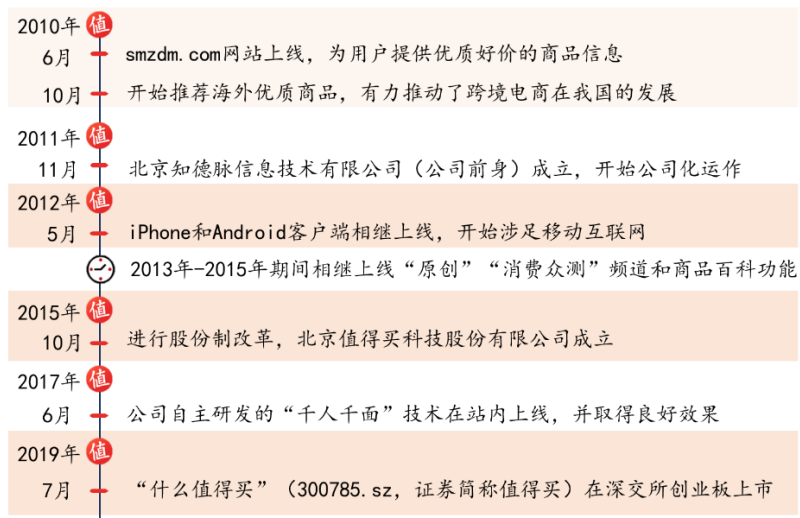 2010年 值
6月 smzdm.com网站上线，为用户提供优质好价的商品信息
10月 开始推荐海外优质商品，有力推动了跨境电商在我国的发展
2011年 值
11月 北京知德脉信息技术有限公司（公司前身）成立，开始公司化运作
2012年 值
5月 iPhone和Android客户端相继上线，开始涉足移动互联网
2013年-2015年期间相继上线“原创”“消费众测”频道和商品百科功能
2015年 值
10月 进行股份制改革，北京值得买科技股份有限公司成立
2017年 值
6月 公司自主研发的“千人千面”技术在站内上线，并取得良好效果
2019年 值
7月 “什么值得买”（300785.sz，证券简称值得买）在深交所创业板上市